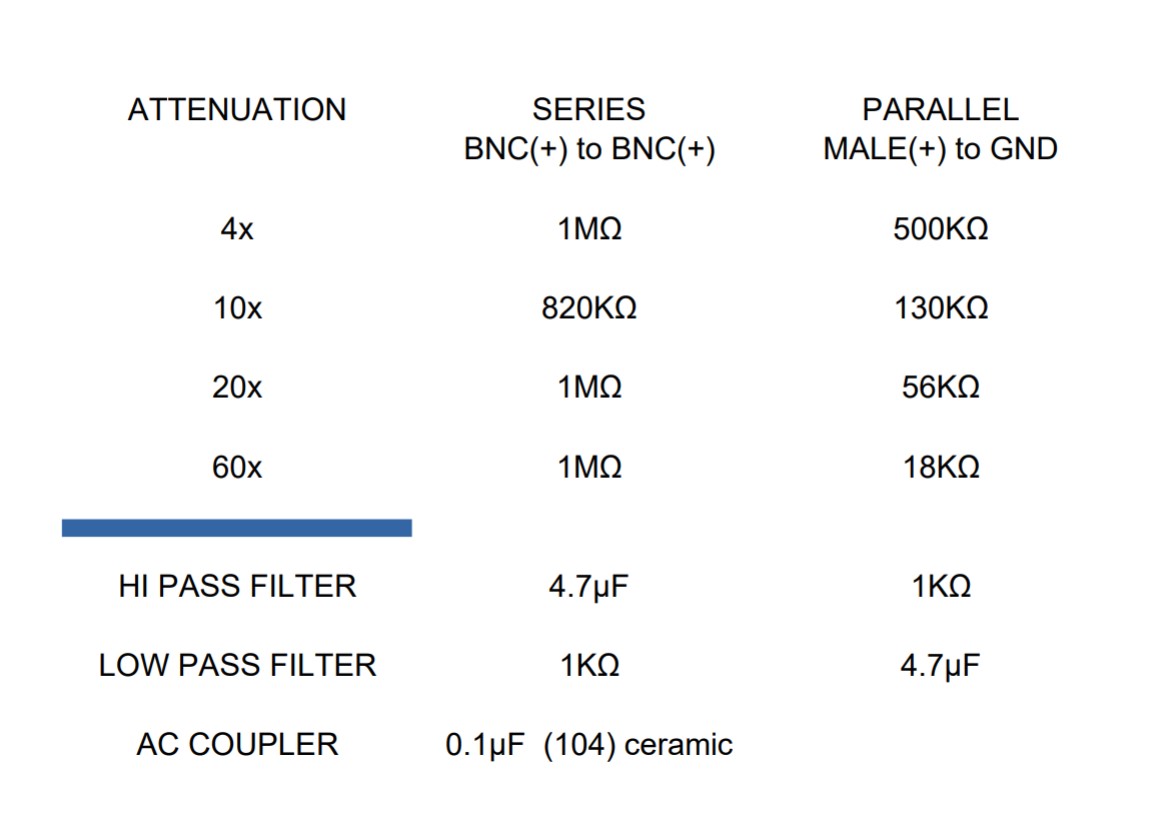 ATTENUATION SERIES PARALLEL
BNC(+) to BNC(+) MALE(+) to GND
4x 1MΩ 500KΩ
10x 820KΩ 130KΩ
20x 1MΩ 56KΩ
60x 1MΩ 18KΩ
HI PASS FILTER 4.7µF 1KΩ
LOW PASS FILTER 1KΩ 4.7µF
AC COUPLER 0.1µF (104) ceramic